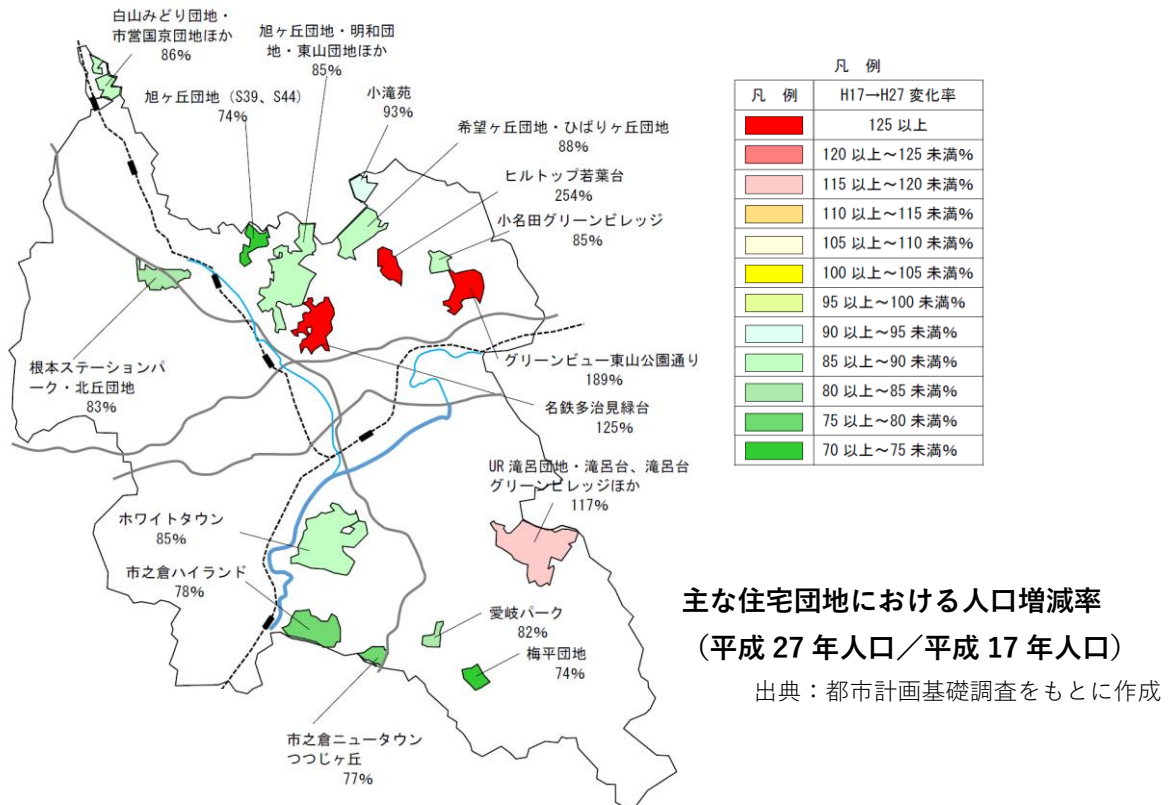 白山みどり団地・
市営国京団地ほか
86%
旭ヶ丘団地・明和団
地・東山団地ほか
85%
旭ヶ丘団地（S39、S44）
74%
小滝苑
93%
希望ヶ丘団地・ひばりヶ丘団地
88%
ヒルトップ若葉台
254%
小名田グリーンビレッジ
85%
根本ステーションパ
ーク・北丘団地
83%
グリーンビュー東山公園通り
189%
名鉄多治見緑台
125%
UR 滝呂団地・滝呂台、滝呂台
グリーンビレッジほか
117%
ホワイトタウン
85%
市之倉ハイランド
78%
愛岐パーク
82%
梅平団地
74%
市之倉ニュータウン
つつじヶ丘
77%
凡　例
凡　例 H17→H27 変化率
125 以上
120 以上～125 未満%
115 以上～120 未満%
110 以上～115 未満%
105 以上～110 未満%
100 以上～105 未満%
95 以上～100 未満%
90 以上～95 未満%
85 以上～90 未満%
80 以上～85 未満%
75 以上～80 未満%
70 以上～75 未満%
主な住宅団地における人口増減率
（平成 27 年人口／平成 17 年人口）
出典：都市計画基礎調査をもとに作成